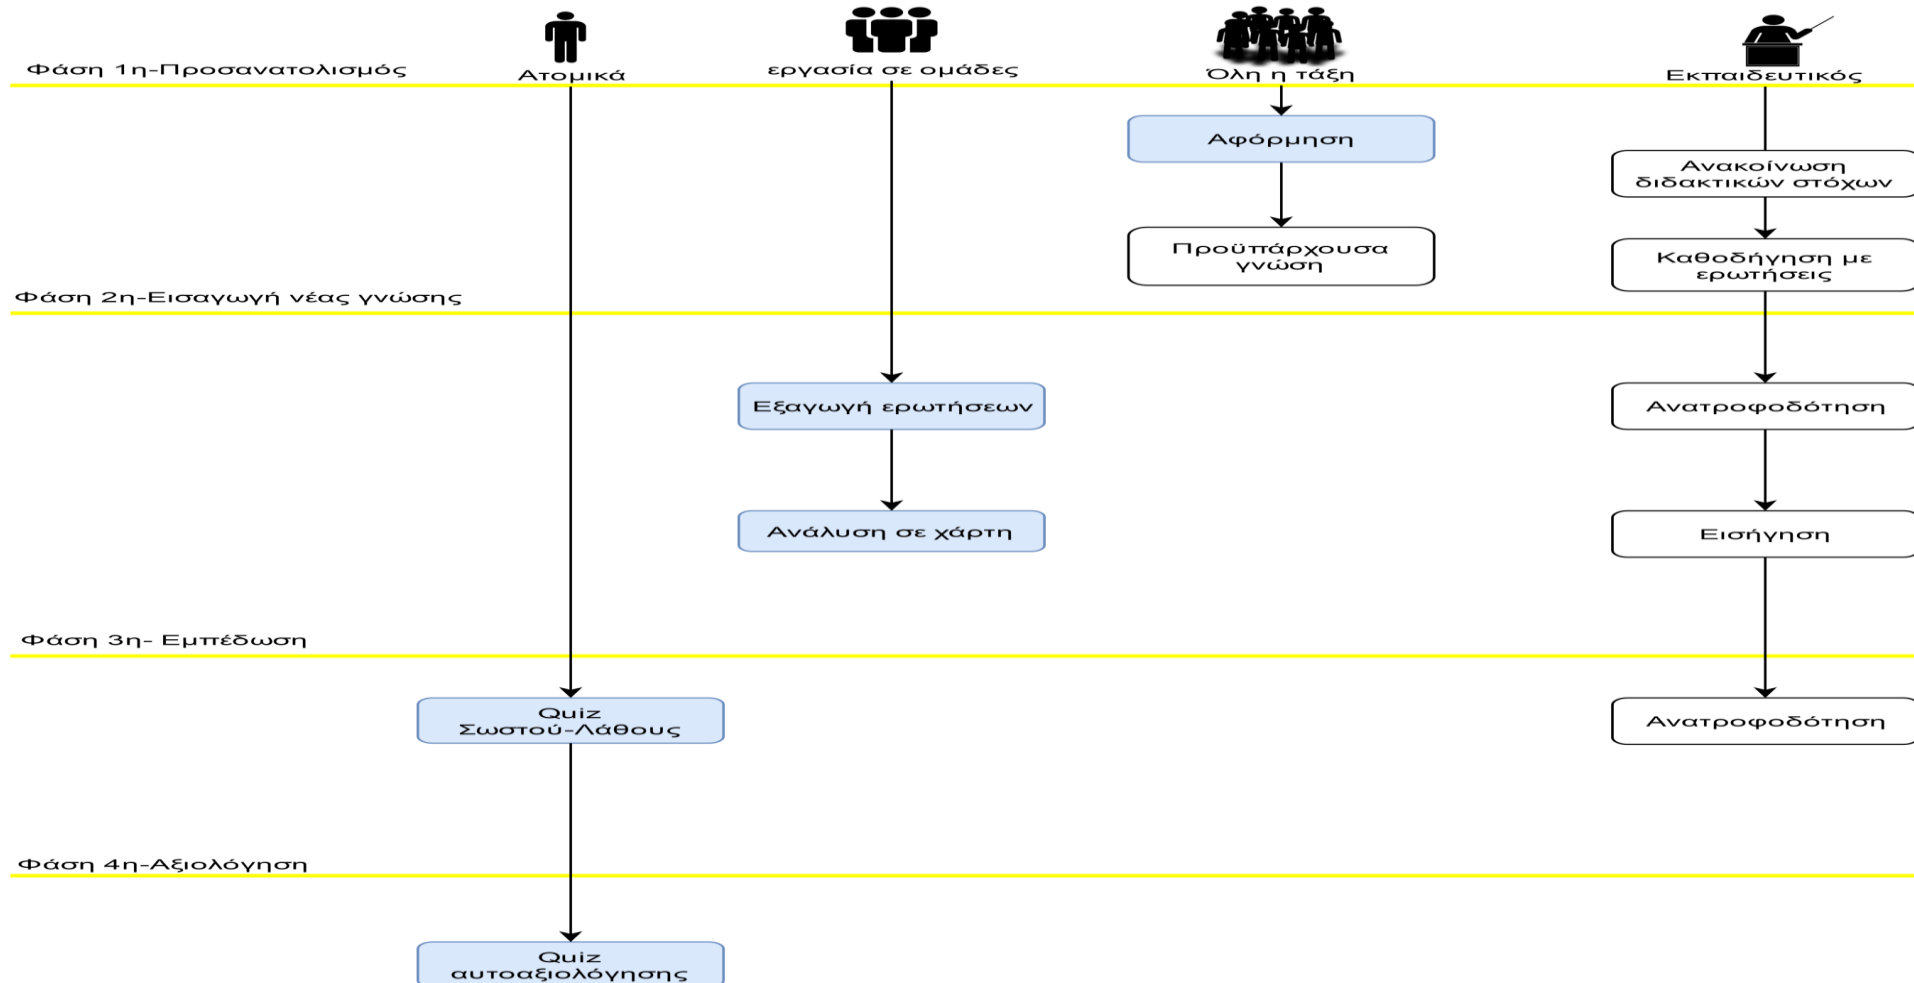 Φάση 1η-Προσανατολισμός
Ατομικά
εργασία σε ομάδες
Όλη η τάξη
Εκπαιδευτικός
Αφόρμηση
Ανακοίνωση
διδακτικών στόχων
Προϋπάρχουσα
γνώση
Καθοδήγηση με
ερωτήσεις
Φάση 2η-Εισαγωγή νέας γνώσης
Εξαγωγή ερωτήσεων
Ανατροφοδότηση
Ανάλυση σε χάρτη
Εισήγηση
Φάση 3η- Εμπέδωση
Quiz
Σωστού-Λάθους
Ανατροφοδότηση
Φάση 4η-Αξιολόγηση
Quiz
αυτοαξιολόγησης